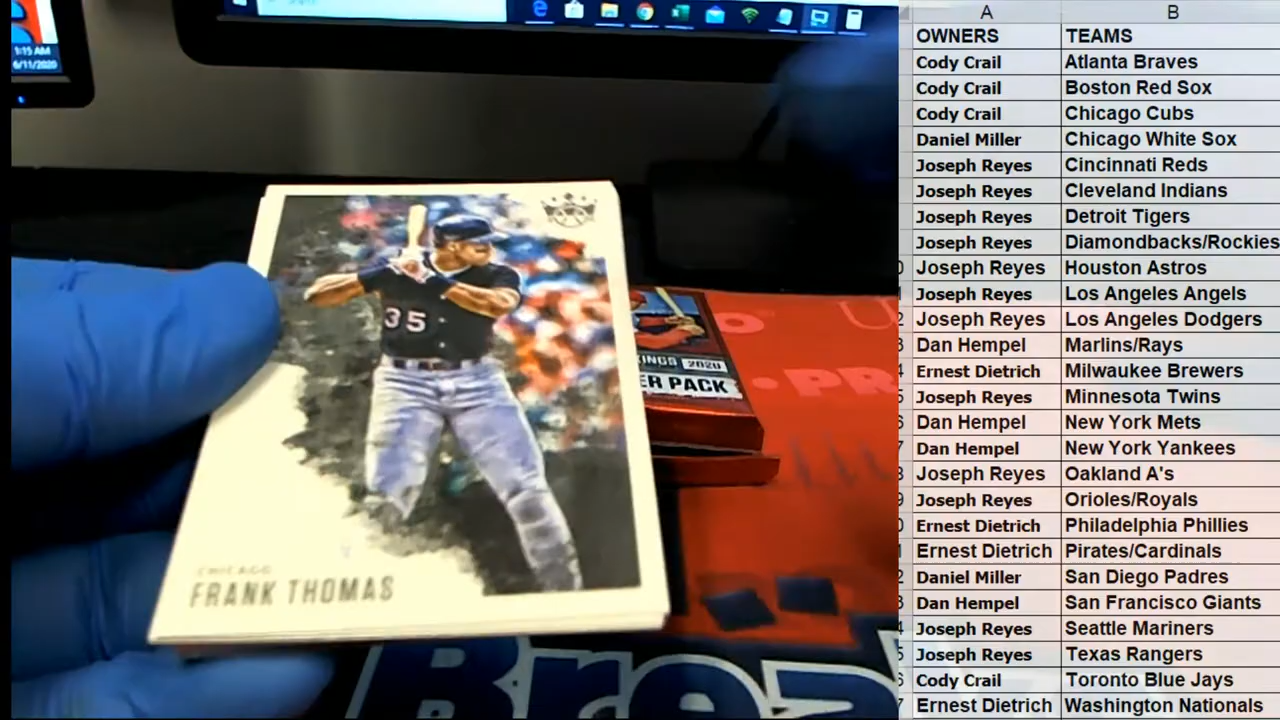 1:15 AM
6/11/2020
35
CHICAGO
FRANK THOMAS
KINGS 2020
ER PACK
PR
Brea
A B
OWNERS TEAMS
Cody Crail Atlanta Braves
Cody Crail Boston Red Sox
Cody Crail Chicago Cubs
Daniel Miller Chicago White Sox
Joseph Reyes Cincinnati Reds
Joseph Reyes Cleveland Indians
Joseph Reyes Detroit Tigers
Joseph Reyes Diamondbacks/Rockies
Joseph Reyes Houston Astros
Joseph Reyes Los Angeles Angels
Joseph Reyes Los Angeles Dodgers
Dan Hempel Marlins/Rays
Ernest Dietrich Milwaukee Brewers
Joseph Reyes Minnesota Twins
Dan Hempel New York Mets
Dan Hempel New York Yankees
Joseph Reyes Oakland A's
Joseph Reyes Orioles/Royals
Ernest Dietrich Philadelphia Phillies
Ernest Dietrich Pirates/Cardinals
Daniel Miller San Diego Padres
Dan Hempel San Francisco Giants
Joseph Reyes Seattle Mariners
Joseph Reyes Texas Rangers
Cody Crail Toronto Blue Jays
Ernest Dietrich Washington Nationals